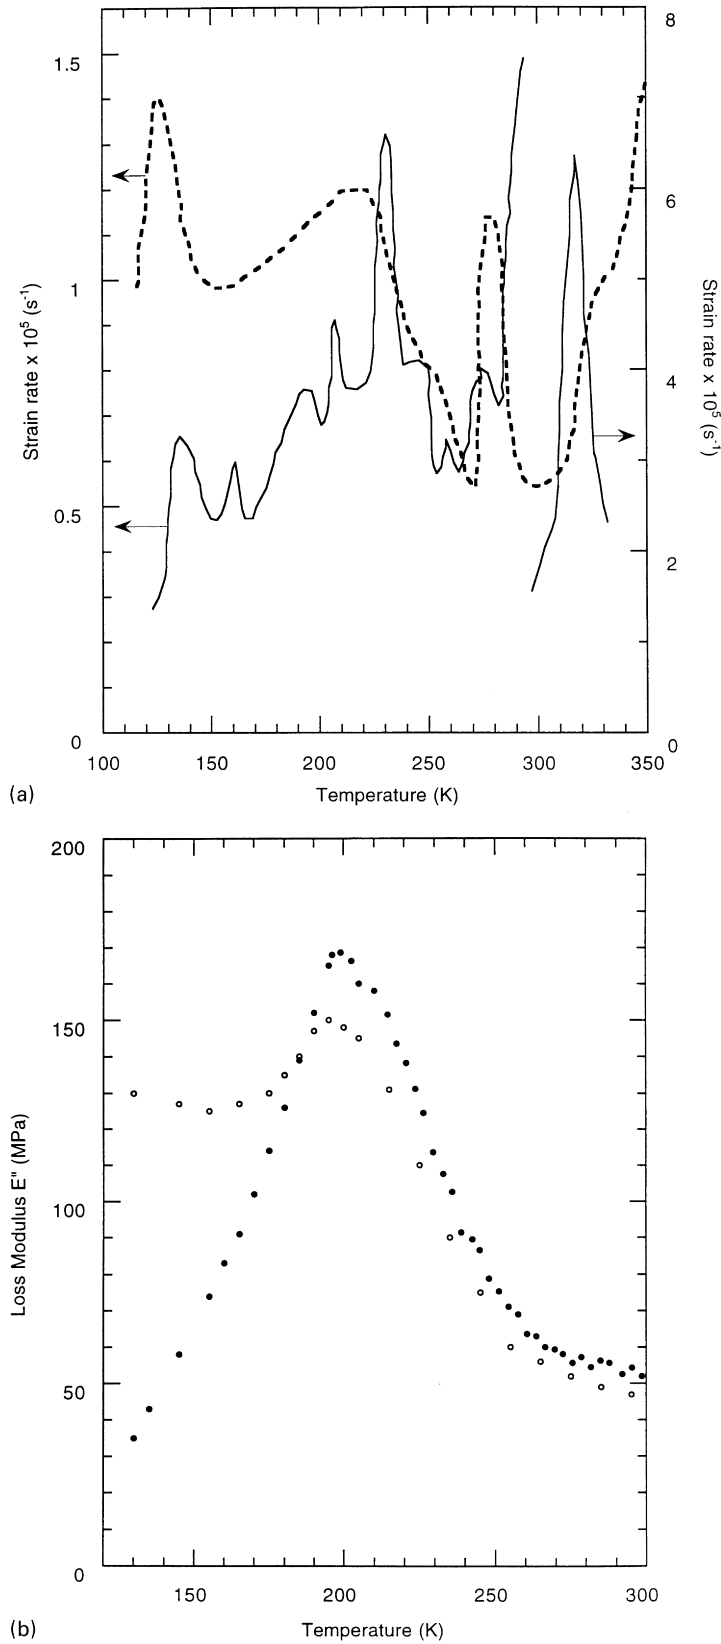 8
1.5
6
1
Strain rate x 10⁵ (s⁻¹)
Strain rate x 10⁵ (s⁻¹)
4
0.5
2
0
0
100 150 200 250 300 350
(a)
Temperature (K)
200
150
Loss Modulus E" (MPa)
100
50
0
150 200 250 300
(b)
Temperature (K)